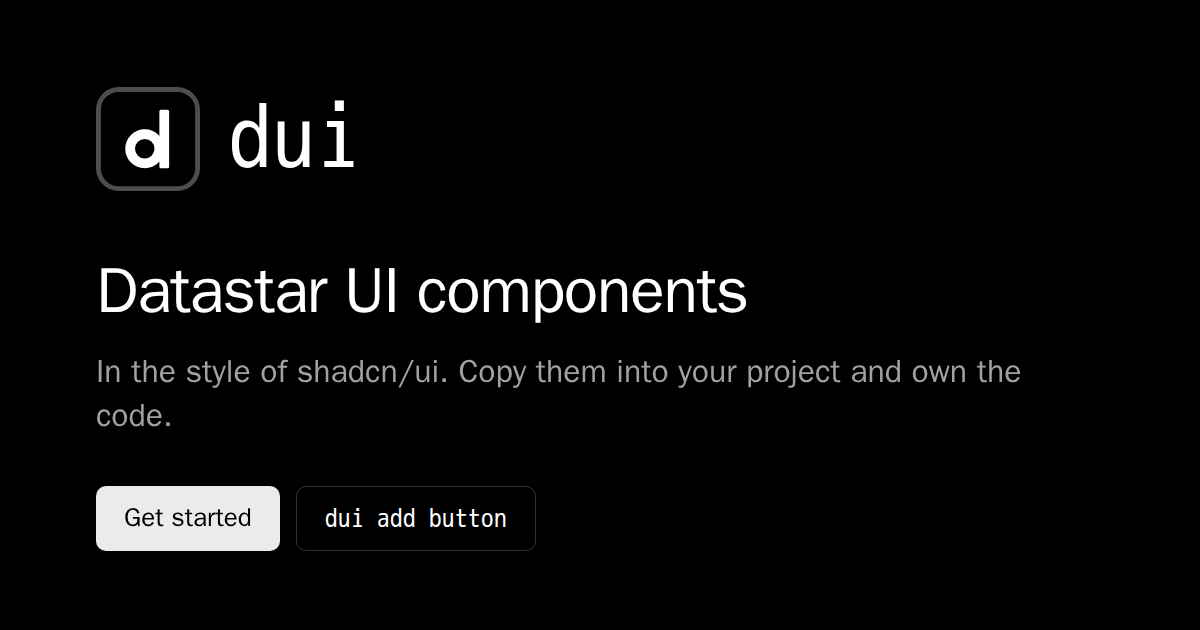 d dui
Datastar UI components
In the style of shadcn/ui. Copy them into your project and own the
code.
Get started dui add button